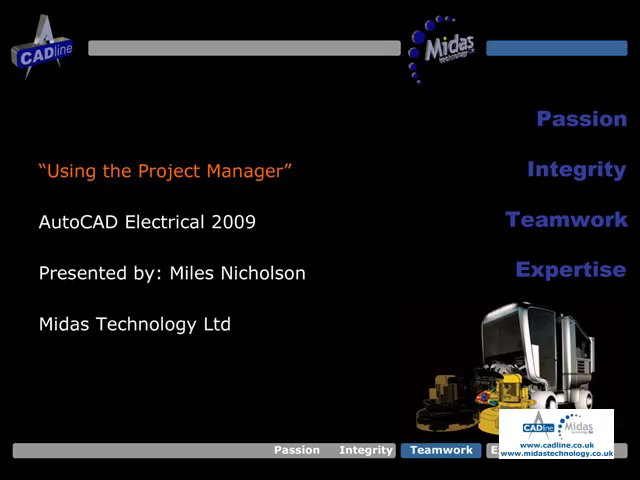 CADline
Midas
technology
Passion
“Using the Project Manager”
Integrity
AutoCAD Electrical 2009
Teamwork
Presented by: Miles Nicholson
Expertise
Midas Technology Ltd
CADline
Midas
www.cadline.co.uk
www.midastechnology.co.uk
Passion
Integrity
Teamwork